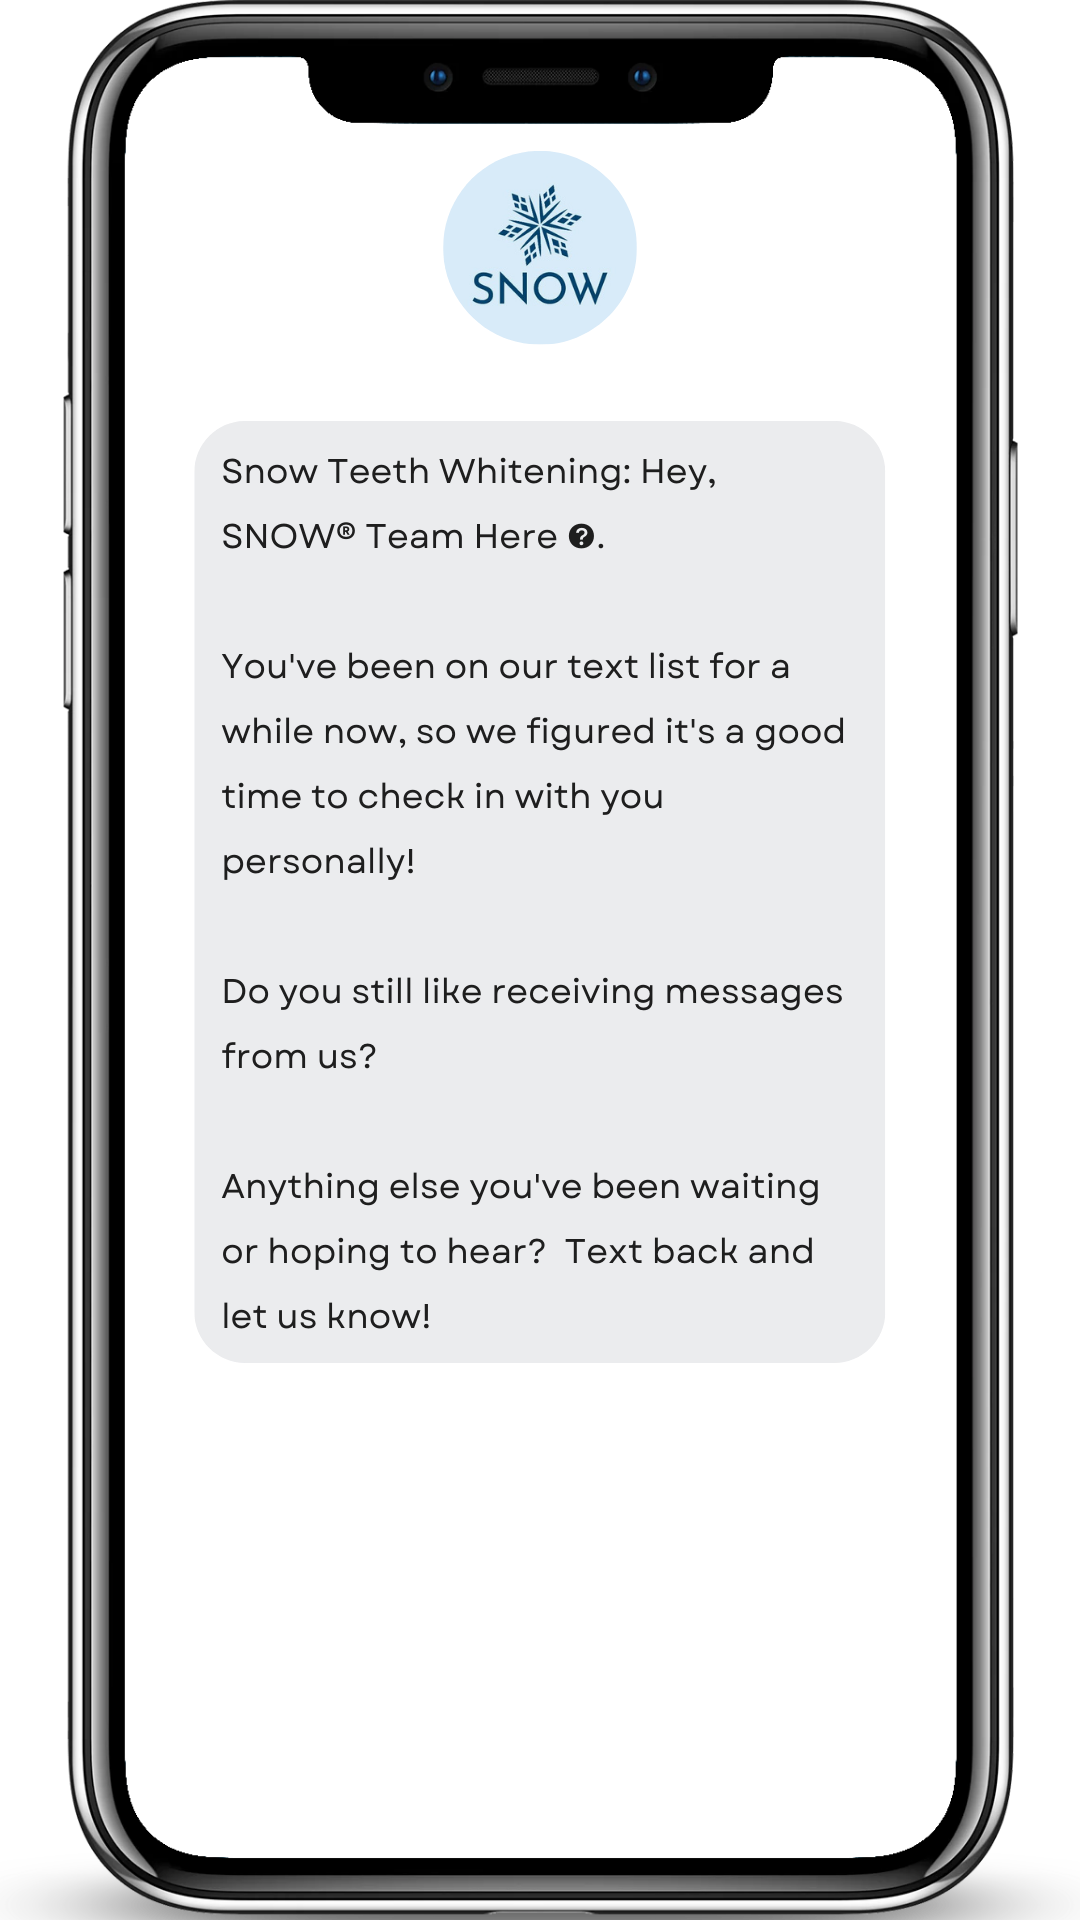 SNOW
Snow Teeth Whitening: Hey,
SNOW® Team Here ?.
You've been on our text list for a
while now, so we figured it's a good
time to check in with you
personally!
Do you still like receiving messages
from us?
Anything else you've been waiting
or hoping to hear?  Text back and
let us know!